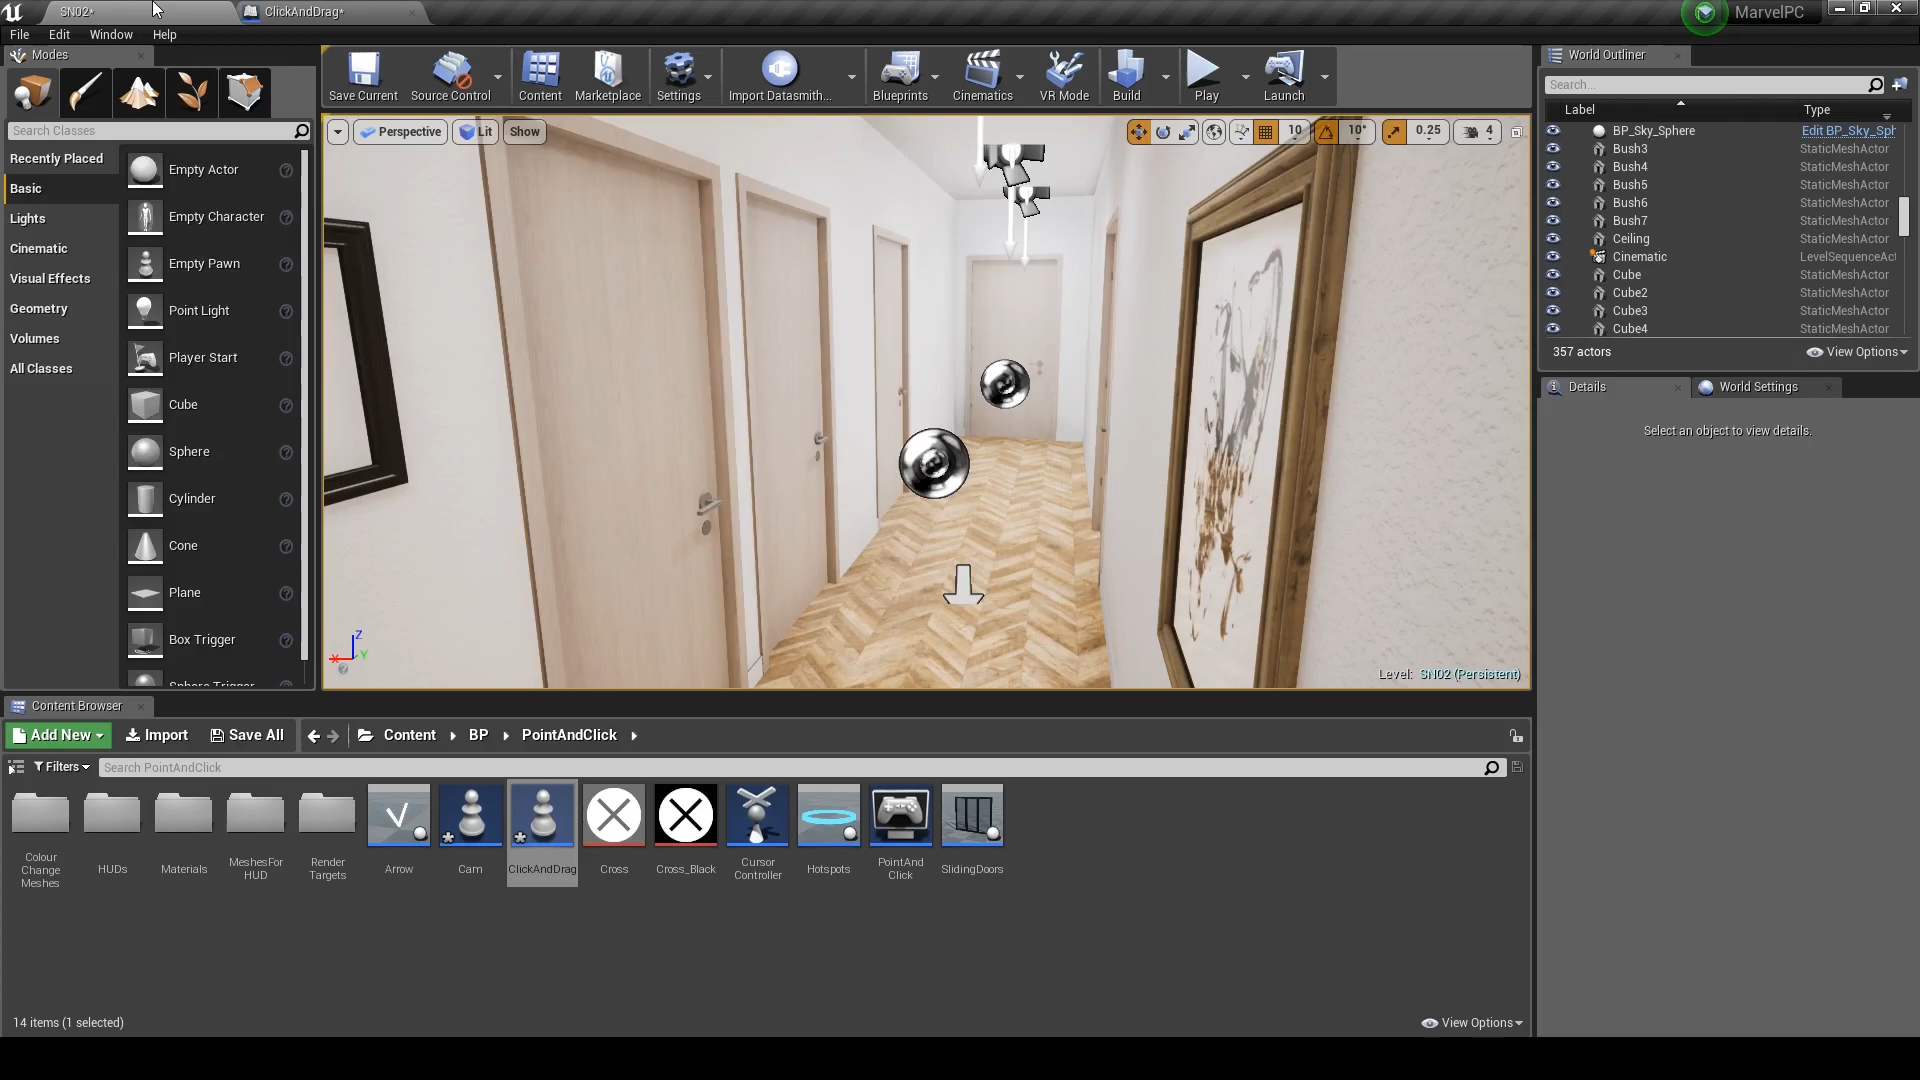 SN02*
ClickAndDrag*
MarvelPC
File Edit Window Help
Modes
Search Classes
Recently Placed
Basic
Lights
Cinematic
Visual Effects
Geometry
Volumes
All Classes
Empty Actor
Empty Character
Empty Pawn
Point Light
Player Start
Cube
Sphere
Cylinder
Cone
Plane
Box Trigger
Sphere Trigger
Save Current
Source Control
Content
Marketplace
Settings
Import Datasmith...
Blueprints
Cinematics
VR Mode
Build
Play
Launch
Perspective
Lit
Show
10
10°
0.25
4
X Y Z
Level: SN02 (Persistent)
World Outliner
Search...
Label Type
BP_Sky_Sphere Edit BP_Sky_Sph
Bush3 StaticMeshActor
Bush4 StaticMeshActor
Bush5 StaticMeshActor
Bush6 StaticMeshActor
Bush7 StaticMeshActor
Ceiling StaticMeshActor
Cinematic LevelSequenceAct
Cube StaticMeshActor
Cube2 StaticMeshActor
Cube3 StaticMeshActor
Cube4 StaticMeshActor
357 actors
View Options
Details
World Settings
Select an object to view details.
Content Browser
Add New
Import
Save All
Content BP PointAndClick
Filters
Search PointAndClick
Colour
Change
Meshes
HUDs
Materials
MeshesFor
HUD
Render
Targets
Arrow
Cam
ClickAndDrag
Cross
Cross_Black
Cursor
Controller
Hotspots
PointAnd
Click
SlidingDoors
14 items (1 selected)
View Options